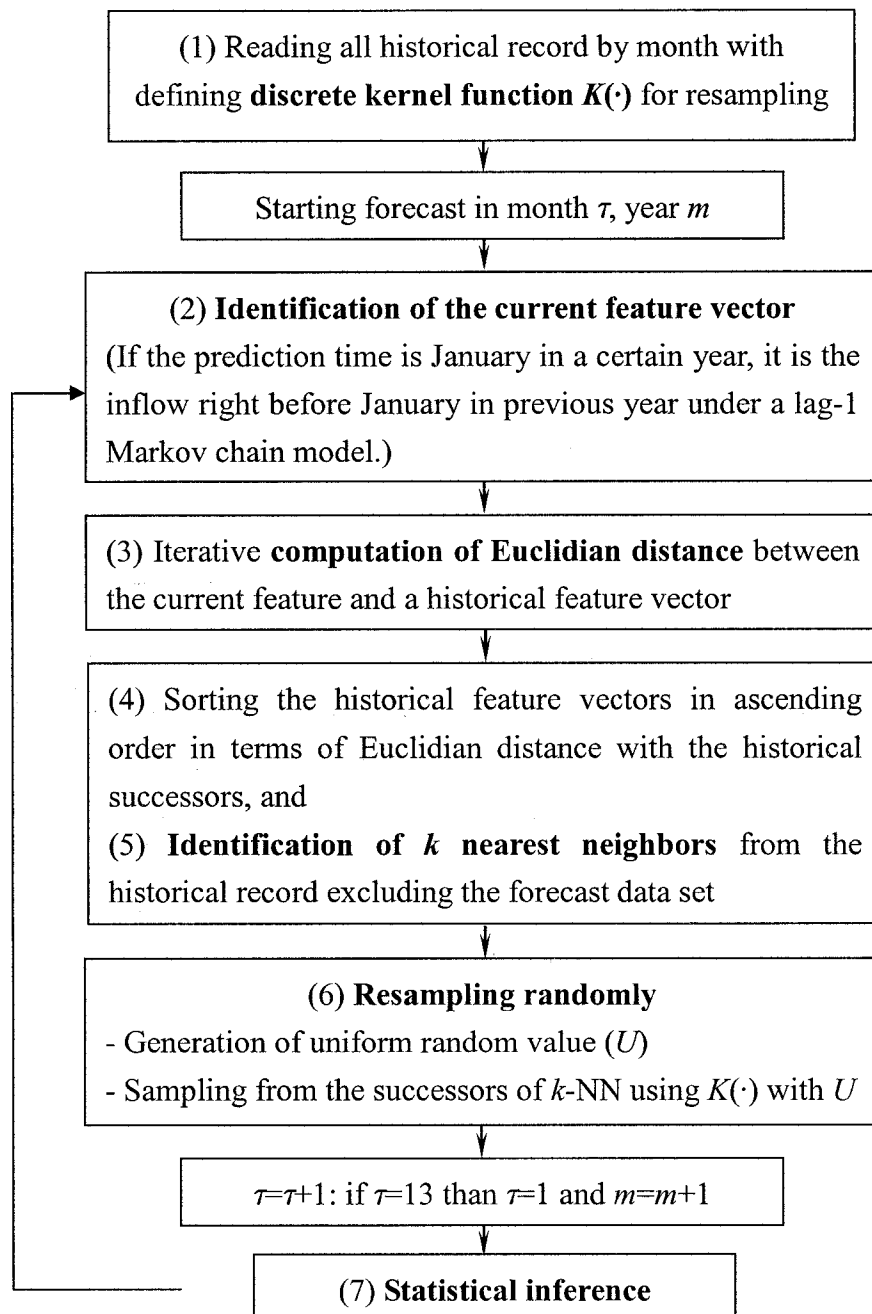 (1) Reading all historical record by month with
defining discrete kernel function K(·) for resampling
Starting forecast in month τ, year m
(2) Identification of the current feature vector
(If the prediction time is January in a certain year, it is the
inflow right before January in previous year under a lag-1
Markov chain model.)
(3) Iterative computation of Euclidian distance between
the current feature and a historical feature vector
(4) Sorting the historical feature vectors in ascending
order in terms of Euclidian distance with the historical
successors, and
(5) Identification of k nearest neighbors from the
historical record excluding the forecast data set
(6) Resampling randomly
- Generation of uniform random value (U)
- Sampling from the successors of k-NN using K(·) with U
τ=τ+1: if τ=13 than τ=1 and m=m+1
(7) Statistical inference